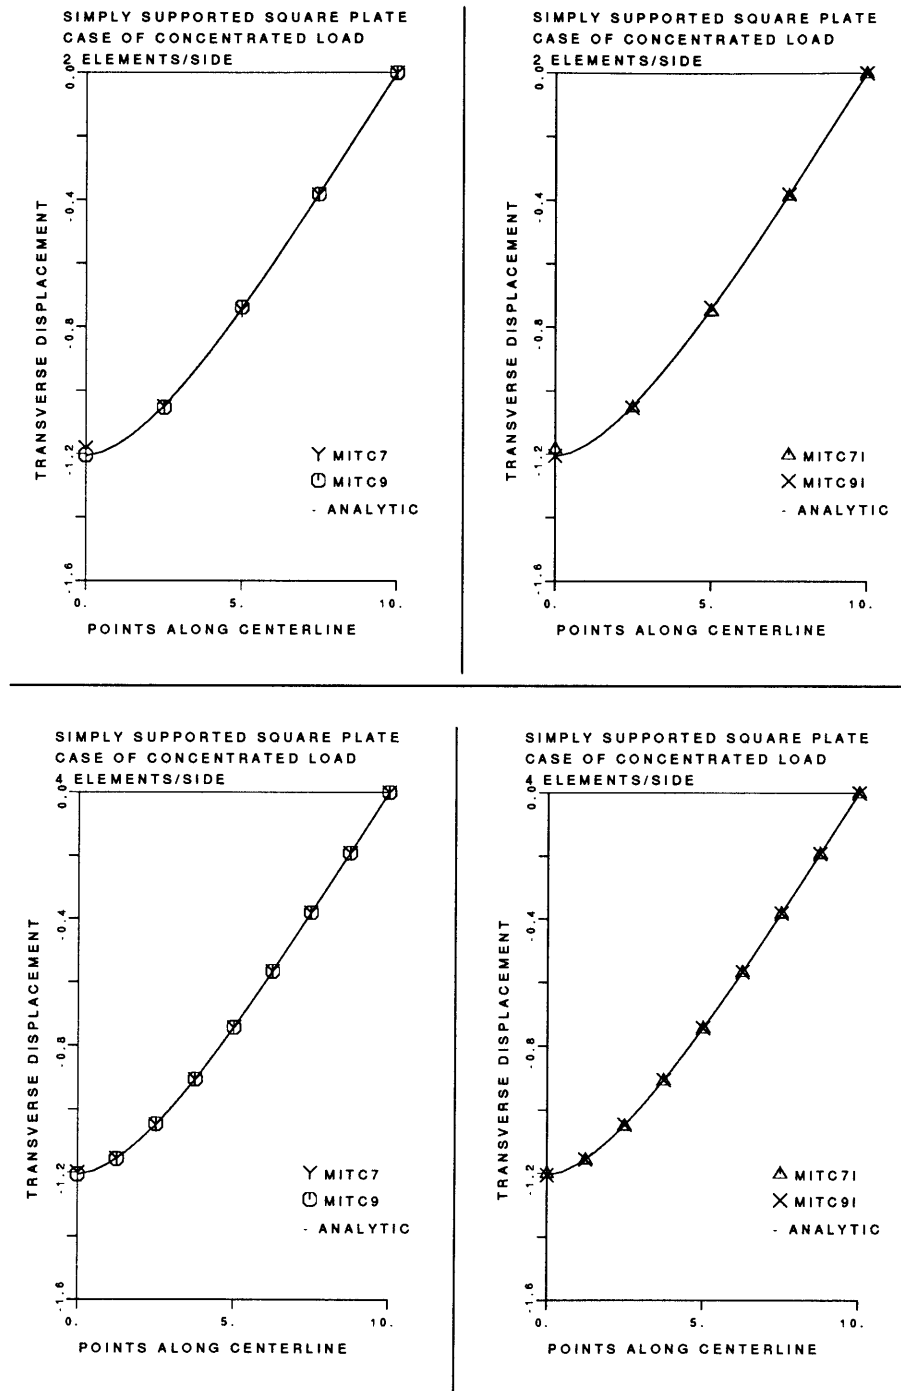 SIMPLY SUPPORTED SQUARE PLATE
CASE OF CONCENTRATED LOAD
2 ELEMENTS/SIDE
0.0
-0.4
-0.8
-1.2
-1.6
TRANSVERSE DISPLACEMENT
MITC7
MITC9
- ANALYTIC
0.
5.
10.
POINTS ALONG CENTERLINE
SIMPLY SUPPORTED SQUARE PLATE
CASE OF CONCENTRATED LOAD
2 ELEMENTS/SIDE
0.0
-0.4
-0.8
-1.2
-1.6
TRANSVERSE DISPLACEMENT
MITC7I
MITC9I
- ANALYTIC
0.
5.
10.
POINTS ALONG CENTERLINE
SIMPLY SUPPORTED SQUARE PLATE
CASE OF CONCENTRATED LOAD
4 ELEMENTS/SIDE
0.0
-0.4
-0.8
-1.2
-1.6
TRANSVERSE DISPLACEMENT
MITC7
MITC9
- ANALYTIC
0.
5.
10.
POINTS ALONG CENTERLINE
SIMPLY SUPPORTED SQUARE PLATE
CASE OF CONCENTRATED LOAD
4 ELEMENTS/SIDE
0.0
-0.4
-0.8
-1.2
-1.6
TRANSVERSE DISPLACEMENT
MITC7I
MITC9I
- ANALYTIC
0.
5.
10.
POINTS ALONG CENTERLINE